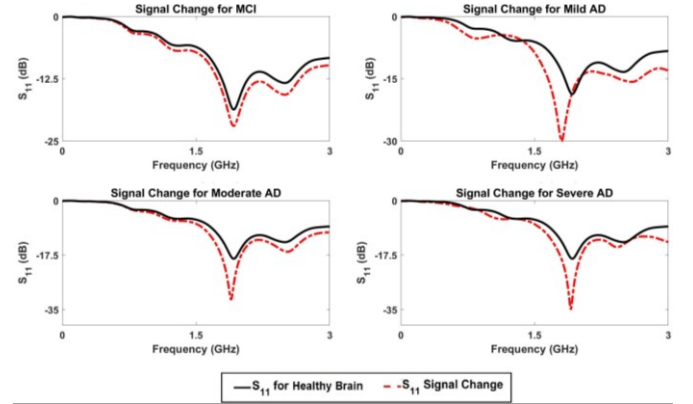 Signal Change for MCI
0
-12.5
-25
S11 (dB)
0
1.5
3
Frequency (GHz)
Signal Change for Mild AD
0
-15
-30
S11 (dB)
0
1.5
3
Frequency (GHz)
Signal Change for Moderate AD
0
-17.5
-35
S11 (dB)
0
1.5
3
Frequency (GHz)
Signal Change for Severe AD
0
-17.5
-35
S11 (dB)
0
1.5
3
Frequency (GHz)
S11 for Healthy Brain
S11 Signal Change